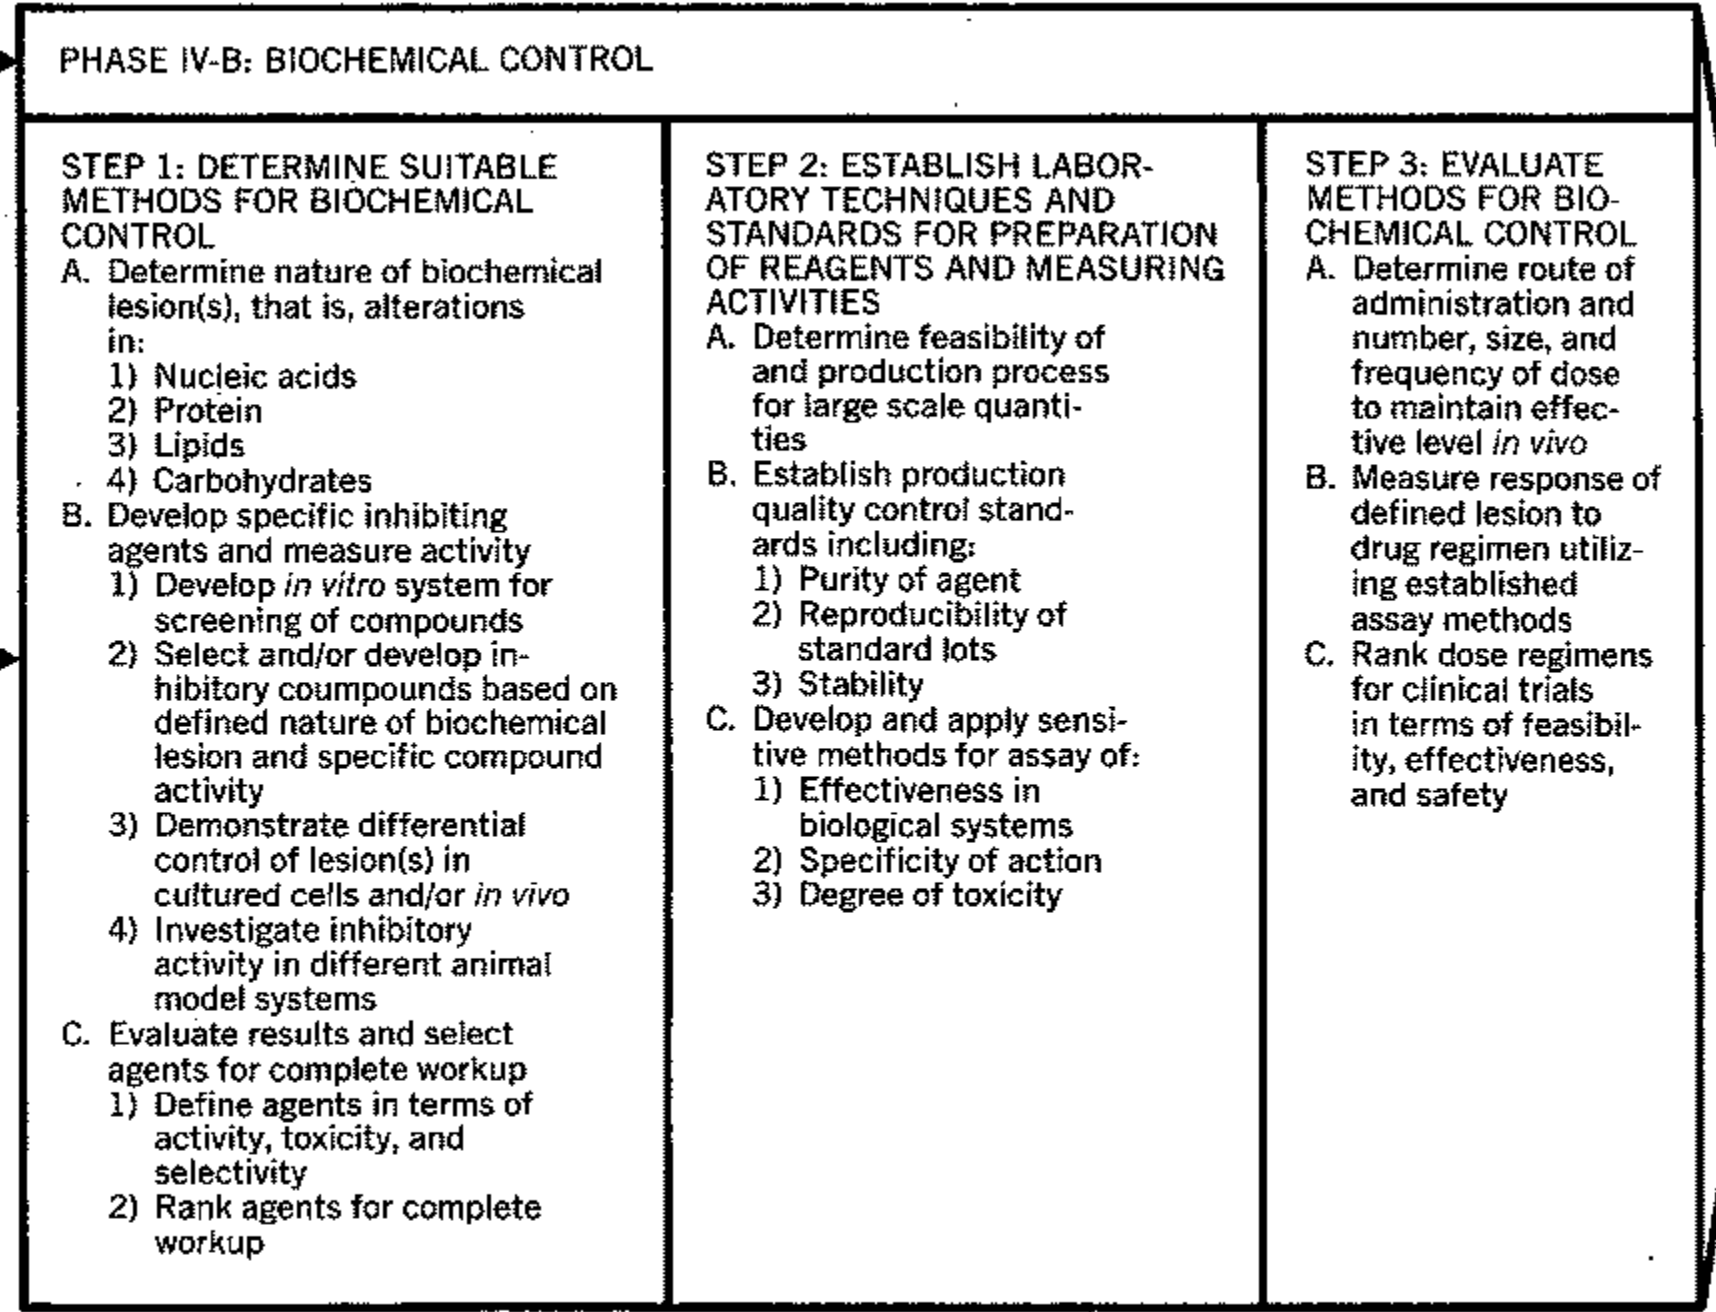 PHASE IV-B: BIOCHEMICAL CONTROL
STEP 1: DETERMINE SUITABLE
METHODS FOR BIOCHEMICAL
CONTROL
A. Determine nature of biochemical
lesion(s), that is, alterations
in:
1) Nucleic acids
2) Protein
3) Lipids
4) Carbohydrates
B. Develop specific inhibiting
agents and measure activity
1) Develop in vitro system for
screening of compounds
2) Select and/or develop in-
hibitory coumpounds based on
defined nature of biochemical
lesion and specific compound
activity
3) Demonstrate differential
control of lesion(s) in
cultured cells and/or in vivo
4) Investigate inhibitory
activity in different animal
model systems
C. Evaluate results and select
agents for complete workup
1) Define agents in terms of
activity, toxicity, and
selectivity
2) Rank agents for complete
workup
STEP 2: ESTABLISH LABOR-
ATORY TECHNIQUES AND
STANDARDS FOR PREPARATION
OF REAGENTS AND MEASURING
ACTIVITIES
A. Determine feasibility of
and production process
for large scale quanti-
ties
B. Establish production
quality control stand-
ards including:
1) Purity of agent
2) Reproducibility of
standard lots
3) Stability
C. Develop and apply sensi-
tive methods for assay of:
1) Effectiveness in
biological systems
2) Specificity of action
3) Degree of toxicity
STEP 3: EVALUATE
METHODS FOR BIO-
CHEMICAL CONTROL
A. Determine route of
administration and
number, size, and
frequency of dose
to maintain effec-
tive level in vivo
B. Measure response of
defined lesion to
drug regimen utiliz-
ing established
assay methods
C. Rank dose regimens
for clinical trials
in terms of feasibil-
ity, effectiveness,
and safety